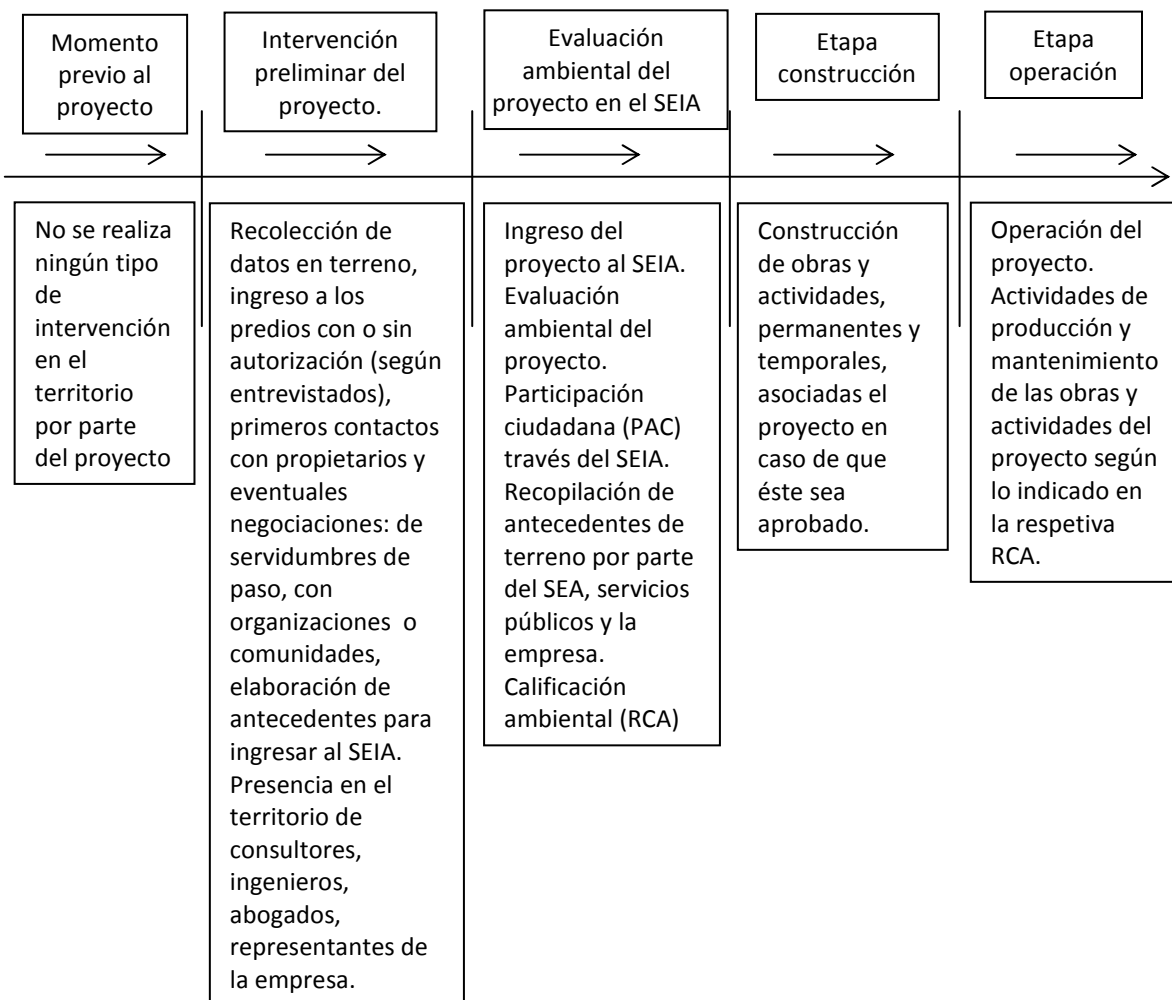 Momento
previo al
proyecto
Intervención
preliminar del
proyecto.
Evaluación
ambiental del
proyecto en el SEIA
Etapa
construcción
Etapa
operación
No se realiza
ningún tipo
de
intervención
en el
territorio
por parte
del proyecto
Recolección de
datos en terreno,
ingreso a los
predios con o sin
autorización (según
entrevistados),
primeros contactos
con propietarios y
eventuales
negociaciones: de
servidumbres de
paso, con
organizaciones o
comunidades,
elaboración de
antecedentes para
ingresar al SEIA.
Presencia en el
territorio de
consultores,
ingenieros,
abogados,
representantes de
la empresa.
Ingreso del
proyecto al SEIA.
Evaluación
ambiental del
proyecto.
Participación
ciudadana (PAC)
través del SEIA.
Recopilación de
antecedentes de
terreno por parte
del SEA, servicios
públicos y la
empresa.
Calificación
ambiental (RCA)
Construcción
de obras y
actividades,
permanentes y
temporales,
asociadas el
proyecto en
caso de que
éste sea
aprobado.
Operación del
proyecto.
Actividades de
producción y
mantenimiento
de las obras y
actividades del
proyecto según
lo indicado en
la respetiva
RCA.